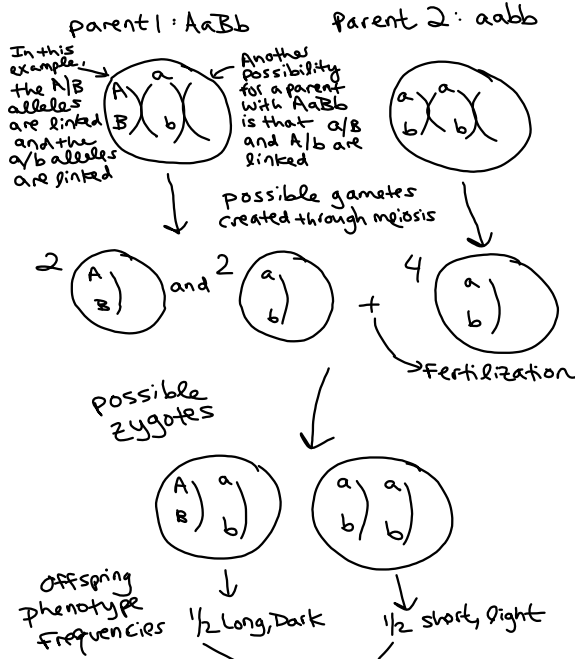 parent 1: AaBb
parent 2: aabb
In this
example,
the A/B
alleles
are linked
and the
a/b alleles
are linked
A
B
a
b
Another
possibility
for a parent
with AaBb
is that a/B
and A/b are
linked
a
b
a
b
possible gametes
created through meiosis
2
A
B
and 2
a
b
+
4
a
b
Fertilization
possible
zygotes
A a
B b
a a
b b
Offspring
phenotype
frequencies
1/2 Long, Dark
1/2 short, light